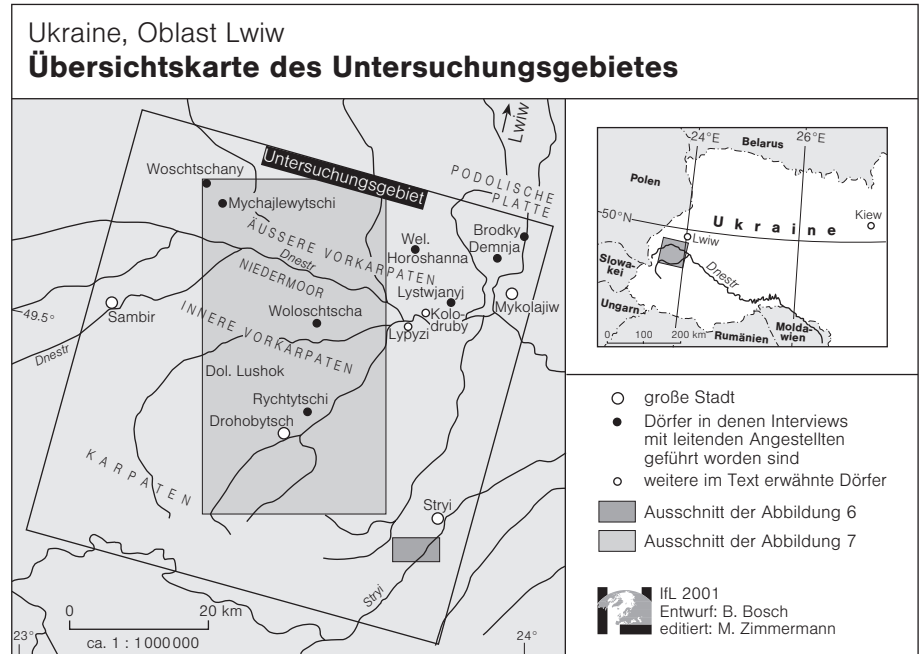 Ukraine, Oblast Lwiw
Übersichtskarte des Untersuchungsgebietes
Lwiw
Woschtschany
Untersuchungsgebiet
PODOLISCHE
PLATTE
Mychajlewytschi
ÄUSSERE VORKARPATEN
Dnestr
Wel.
Horoshanna
Brodky
Demnja
NIEDERMOOR
Lystwjanyj
Kolo-
druby
Mykolajiw
Sambir
49.5°
INNERE VORKARPATEN
Woloschtscha
Lypyzi
Dnestr
Dol. Lushok
Rychtytschi
Drohobytsch
KARPATEN
Stryi
Stryi
0 20 km
ca. 1 : 1000000
23°
24°
24°E
26°E
Belarus
Polen
50°N
Ukraine
Kiew
Lwiw
Slowa-
kei
Dnestr
Ungarn
Molda-
wien
Rumänien
0 100 200 km
große Stadt
Dörfer in denen Interviews
mit leitenden Angestellten
geführt worden sind
weitere im Text erwähnte Dörfer
Ausschnitt der Abbildung 6
Ausschnitt der Abbildung 7
IfL 2001
Entwurf: B. Bosch
editiert: M. Zimmermann